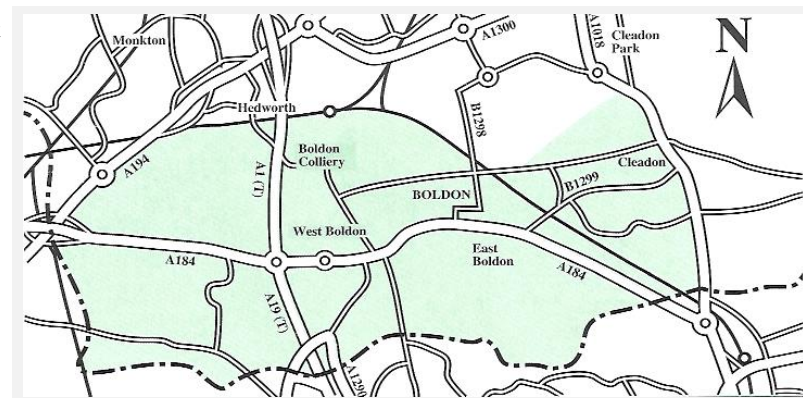 Monkton
A1300
A1018
Cleadon
Park
N
Hedworth
B1298
A194
A1 (T)
Boldon
Colliery
Cleadon
BOLDON
B1299
West Boldon
A184
East
Boldon
A184
A19 (T)
A1290